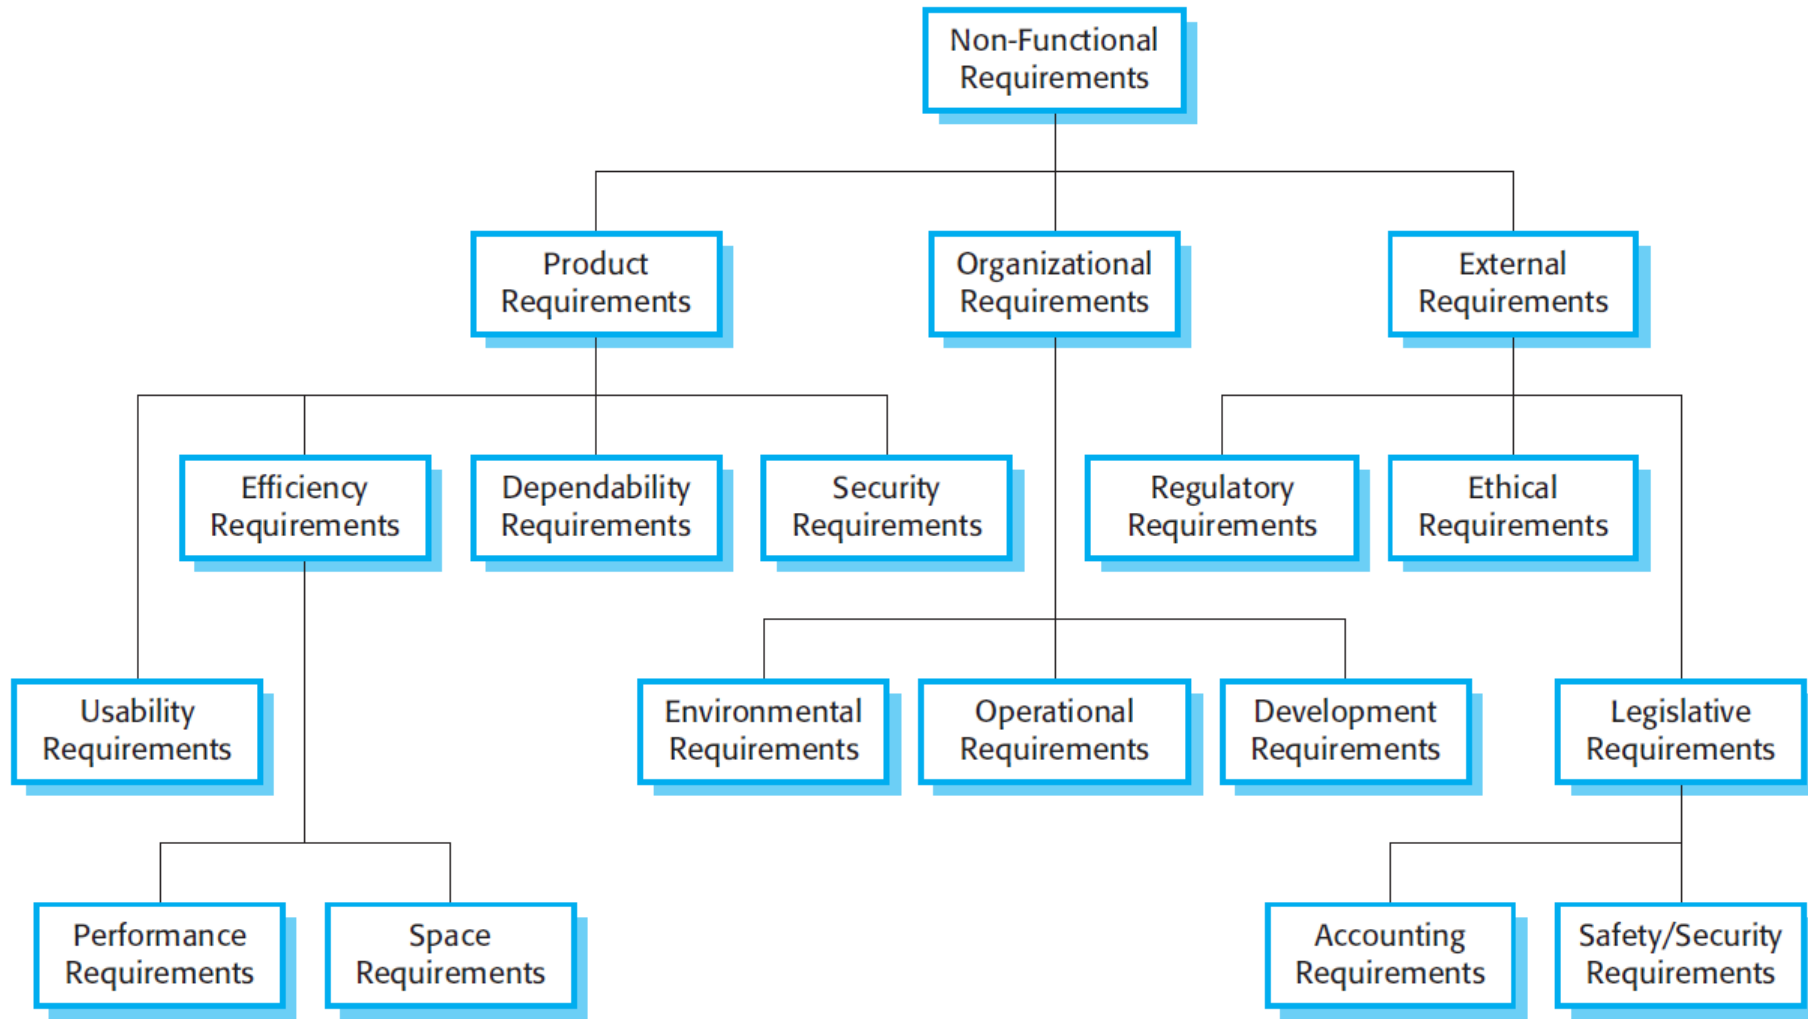 Non-Functional
Requirements
Product
Requirements
Organizational
Requirements
External
Requirements
Efficiency
Requirements
Dependability
Requirements
Security
Requirements
Regulatory
Requirements
Ethical
Requirements
Usability
Requirements
Environmental
Requirements
Operational
Requirements
Development
Requirements
Legislative
Requirements
Performance
Requirements
Space
Requirements
Accounting
Requirements
Safety/Security
Requirements